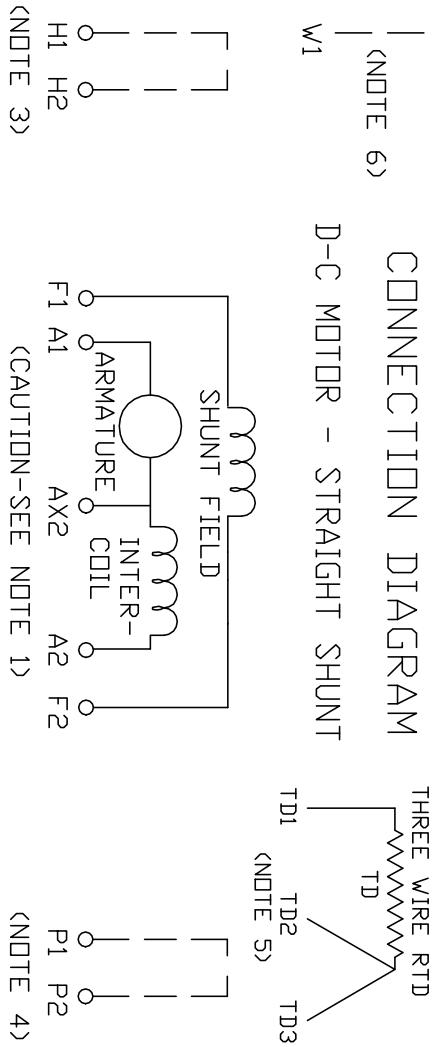 CONNECTION DIAGRAM
D-C MOTOR - STRAIGHT SHUNT
W1
(NOTE 6)
H1 H2
(NOTE 3)
SHUNT FIELD
ARMATURE
INTER-
COIL
F1 A1 AX2 A2 F2
(CAUTION-SEE NOTE 1)
THREE WIRE RTD
TD
TD1 TD2 TD3
(NOTE 5)
P1 P2
(NOTE 4)